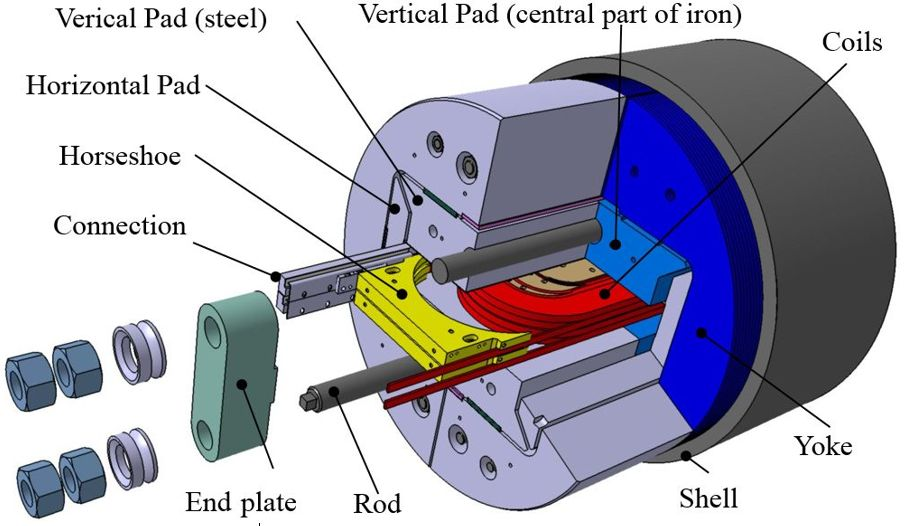 Verical Pad (steel)
Vertical Pad (central part of iron)
Coils
Horizontal Pad
Horseshoe
Connection
Yoke
Shell
End plate
Rod